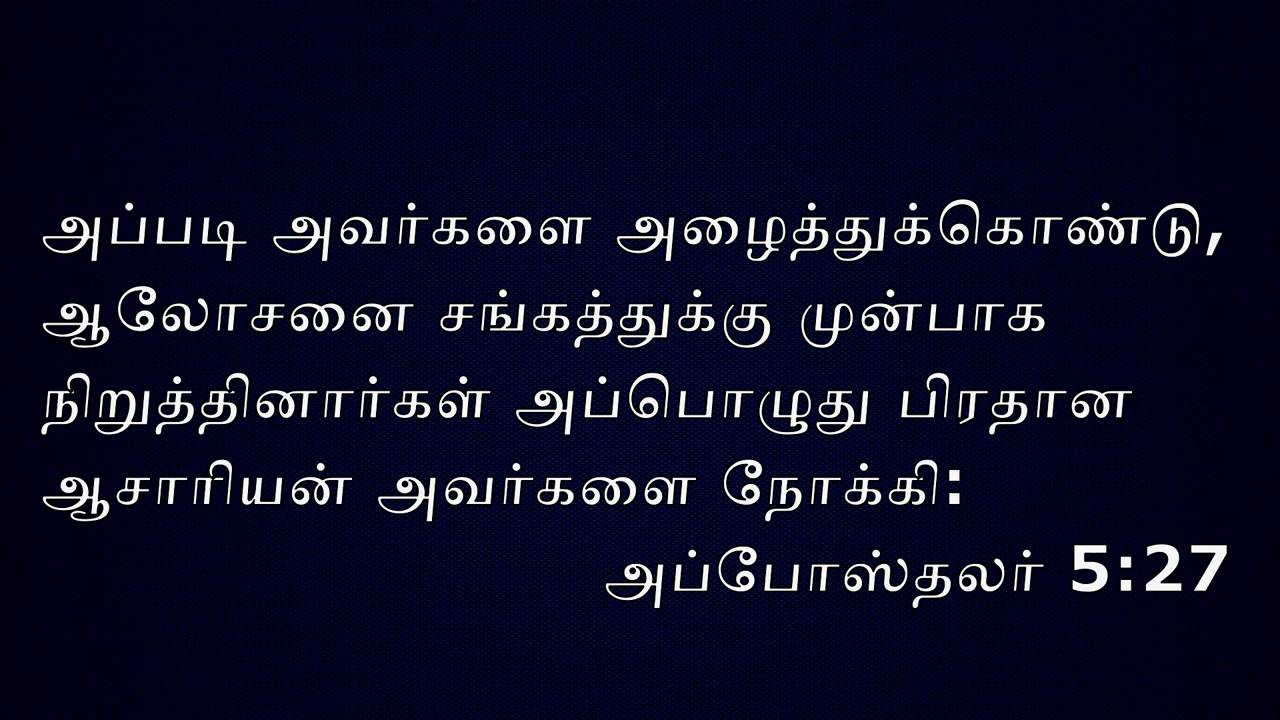 அப்படி அவர்களை அழைத்துக்கொண்டு,
ஆலோசனை சங்கத்துக்கு முன்பாக
நிறுத்தினார்கள் அப்பொழுது பிரதான
ஆசாரியன் அவர்களை நோக்கி:
அப்போஸ்தலர் 5:27